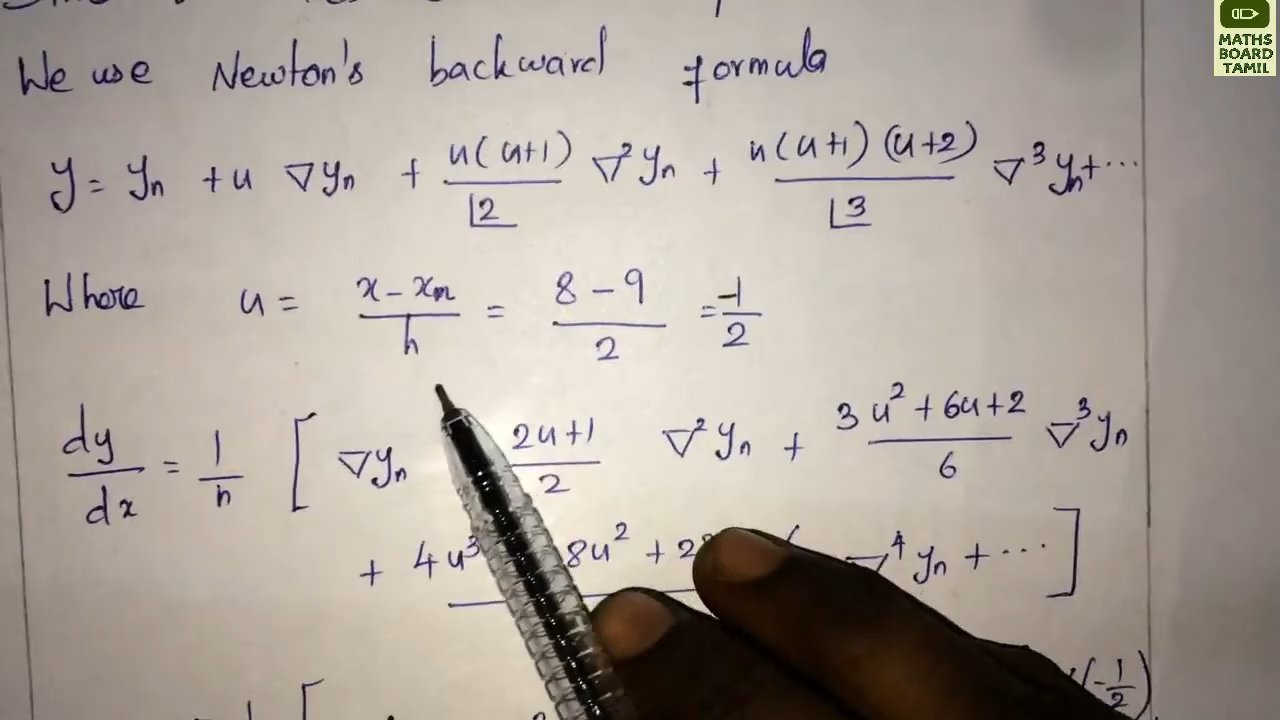 We use Newton's backward formula
MATHS
BOARD
TAMIL
y = yn + u ∇yn + u(u+1)/⌊2 ∇²yn + u(u+1)(u+2)/⌊3 ∇³yn + ...
Where u = x - xn/h = 8 - 9/2 = -1/2
dy/dx = 1/h [ ∇yn 2u+1/2 ∇²yn + 3u²+6u+2/6 ∇³yn
+ 4u³ 8u² + 2 ∇⁴yn + ... ]
(-1/2)